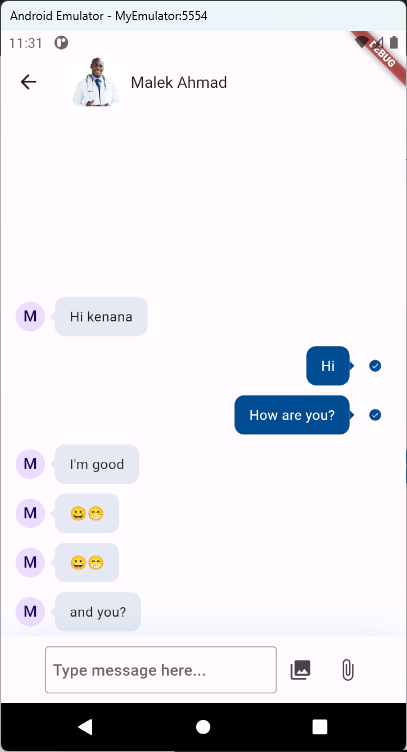 Android Emulator - MyEmulator:5554
11:31
DEBUG
Malek Ahmad
M Hi kenana
Hi
How are you?
M I'm good
M 😀😁
M 😀😁
M and you?
Type message here...